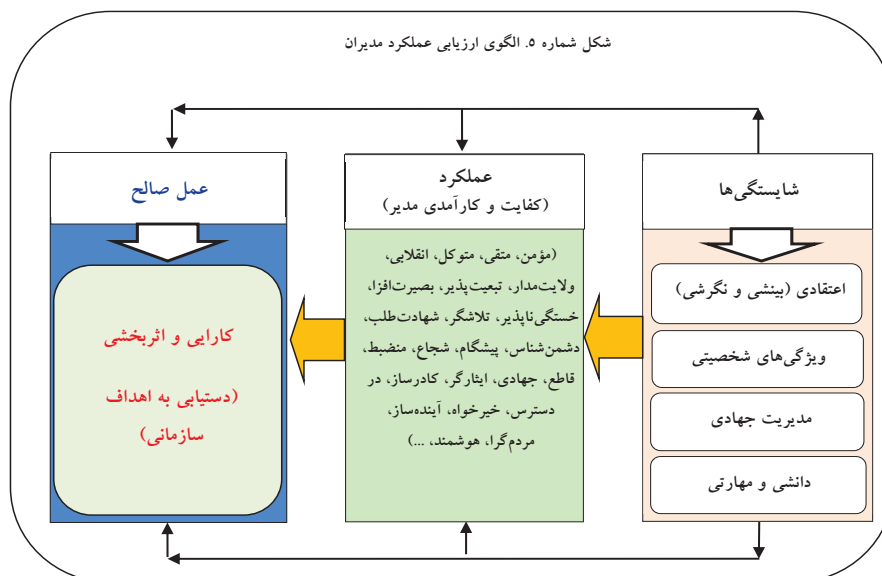 شکل شماره ۵. الگوی ارزیابی عملکرد مدیران
شایستگی‌ها
اعتقادی (بینشی و نگرشی)
ویژگی‌های شخصیتی
مدیریت جهادی
دانشی و مهارتی
عملکرد
(کفایت و کارآمدی مدیر)
(مؤمن، متقی، متوکل، انقلابی،
ولایت‌مدار، تبعیت‌پذیر، بصیرت‌افزا،
خستگی‌ناپذیر، تلاشگر، شهادت‌طلب،
دشمن‌شناس، پیشگام، شجاع، منضبط،
قاطع، جهادی، ایثارگر، کادرساز، در
دسترس، خیرخواه، آینده‌ساز،
مردم‌گرا، هوشمند، ...)
عمل صالح
کارایی و اثربخشی
(دستیابی به اهداف
سازمانی)